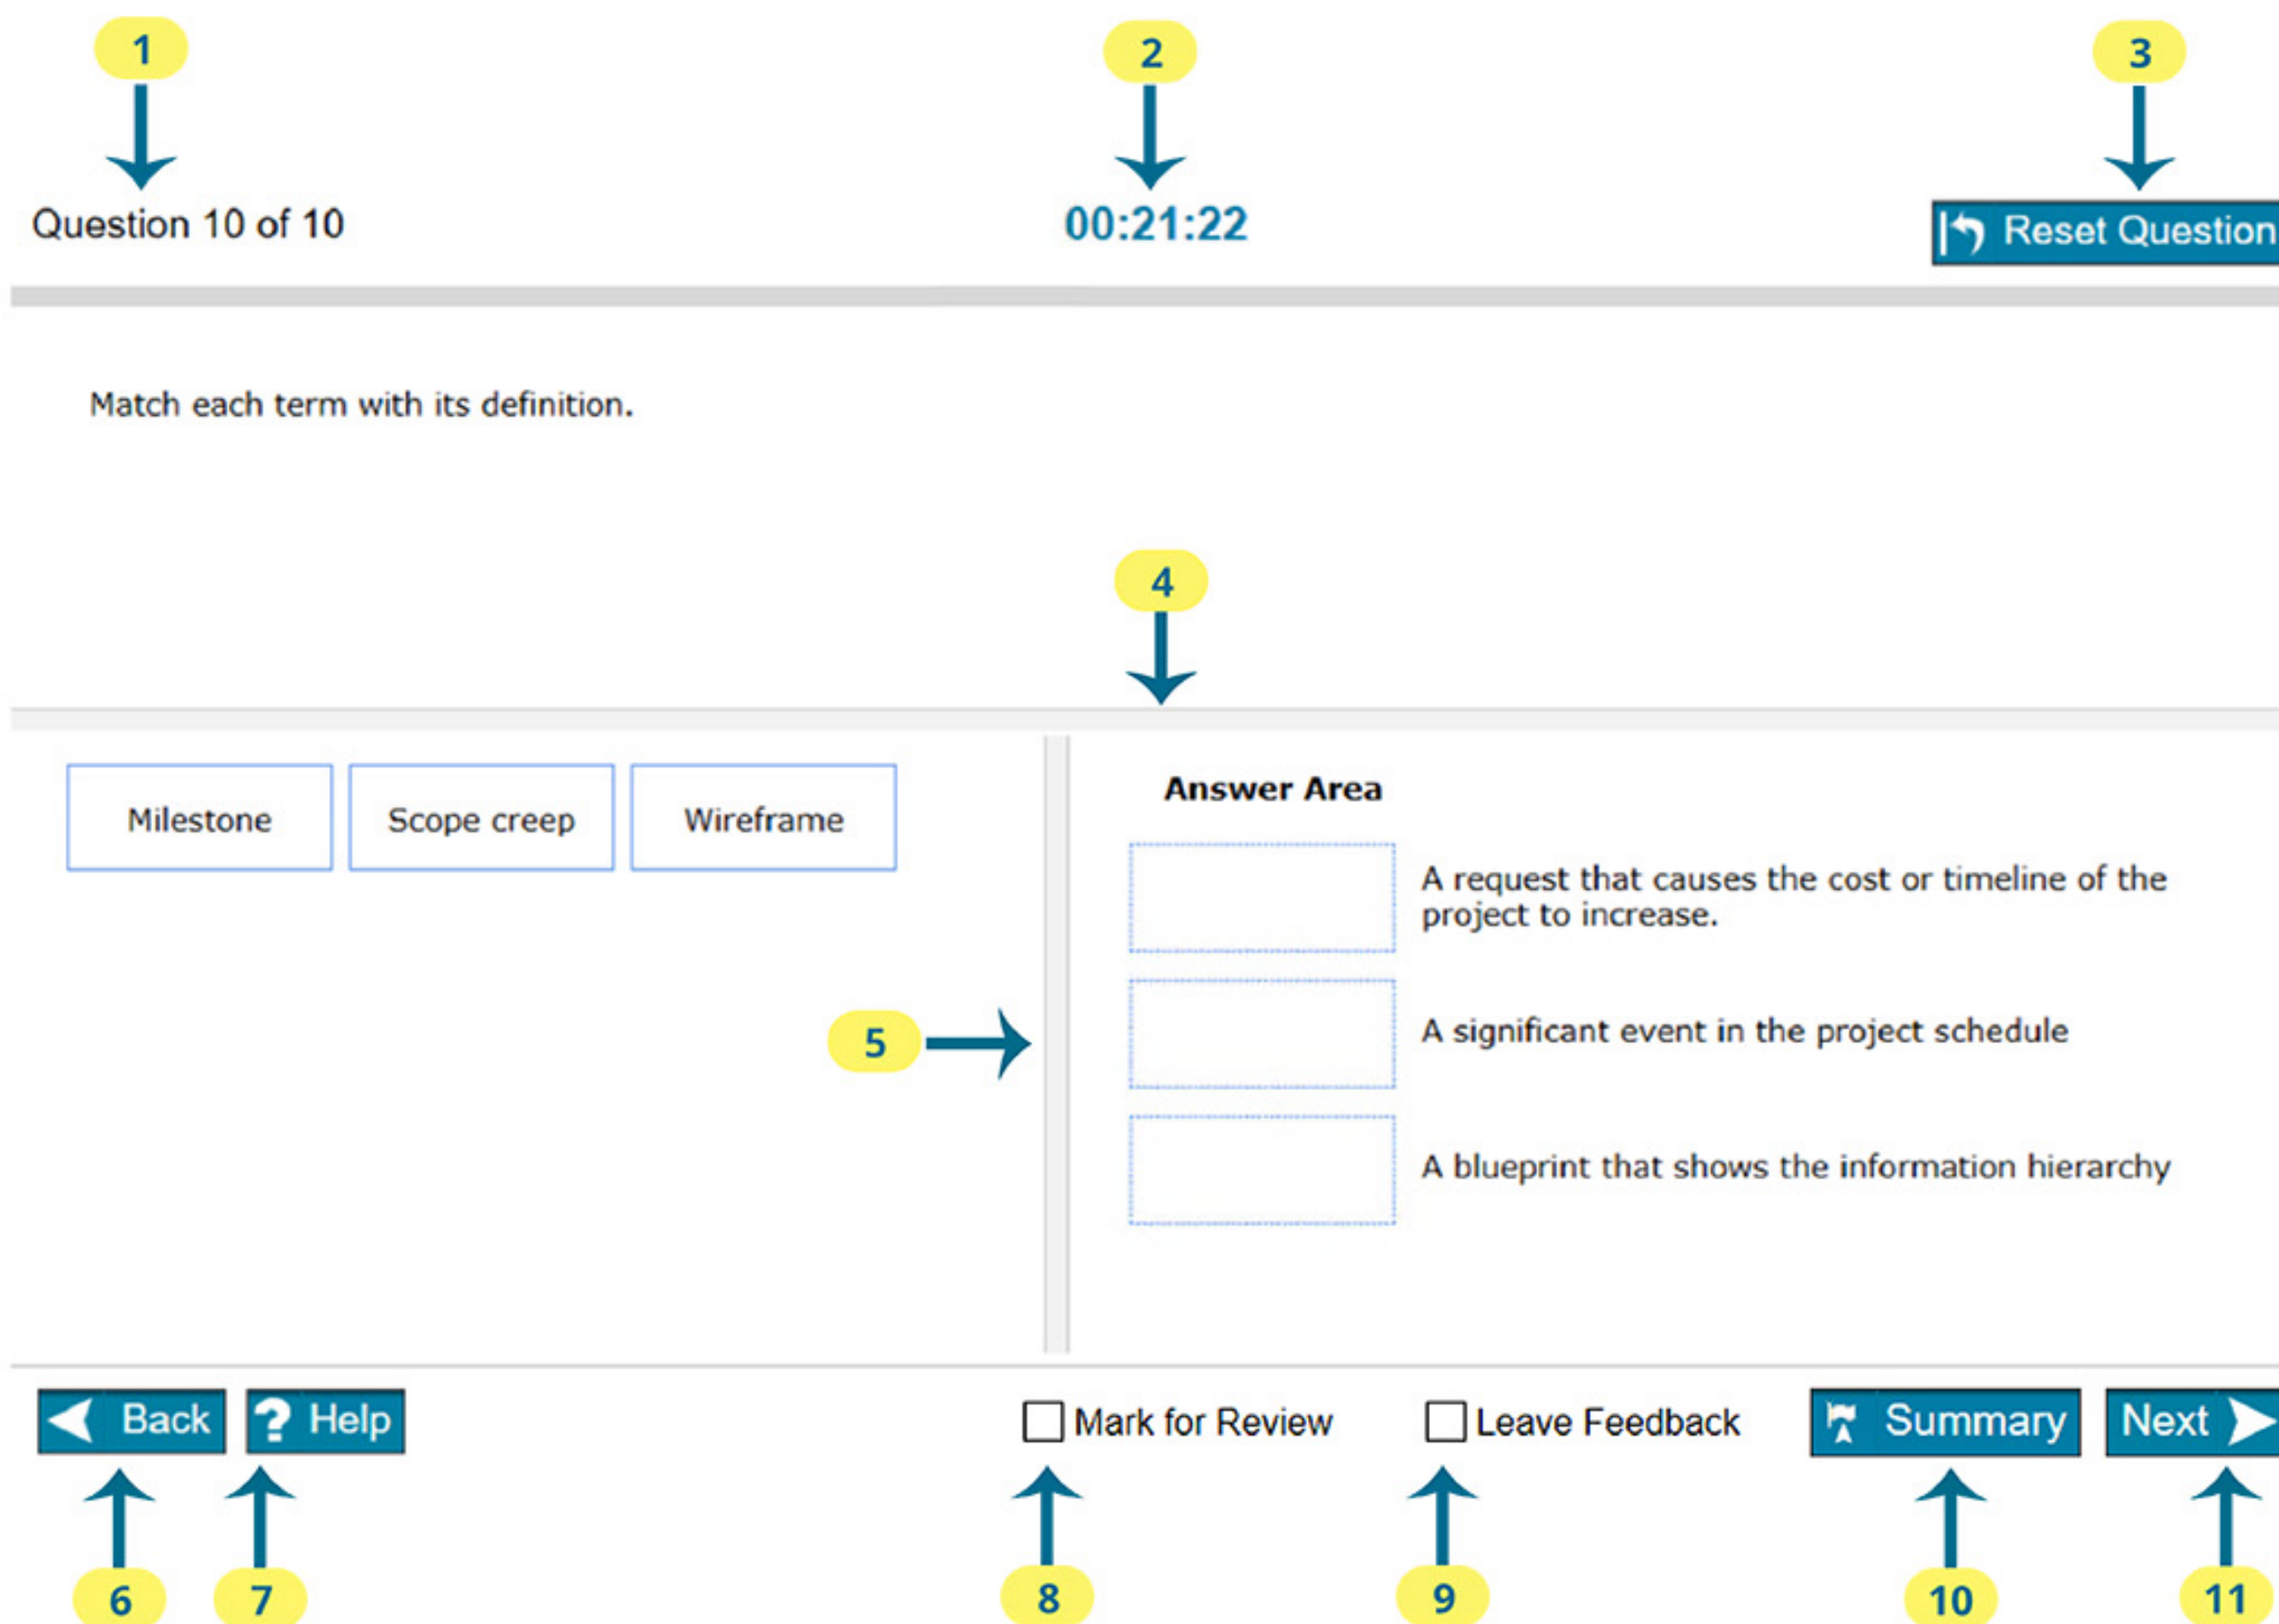 1
2
3
Question 10 of 10
00:21:22
Reset Question
Match each term with its definition.
4
Milestone
Scope creep
Wireframe
Answer Area
A request that causes the cost or timeline of the
project to increase.
5
A significant event in the project schedule
A blueprint that shows the information hierarchy
Back
? Help
Mark for Review
Leave Feedback
Summary
Next
6
7
8
9
10
11